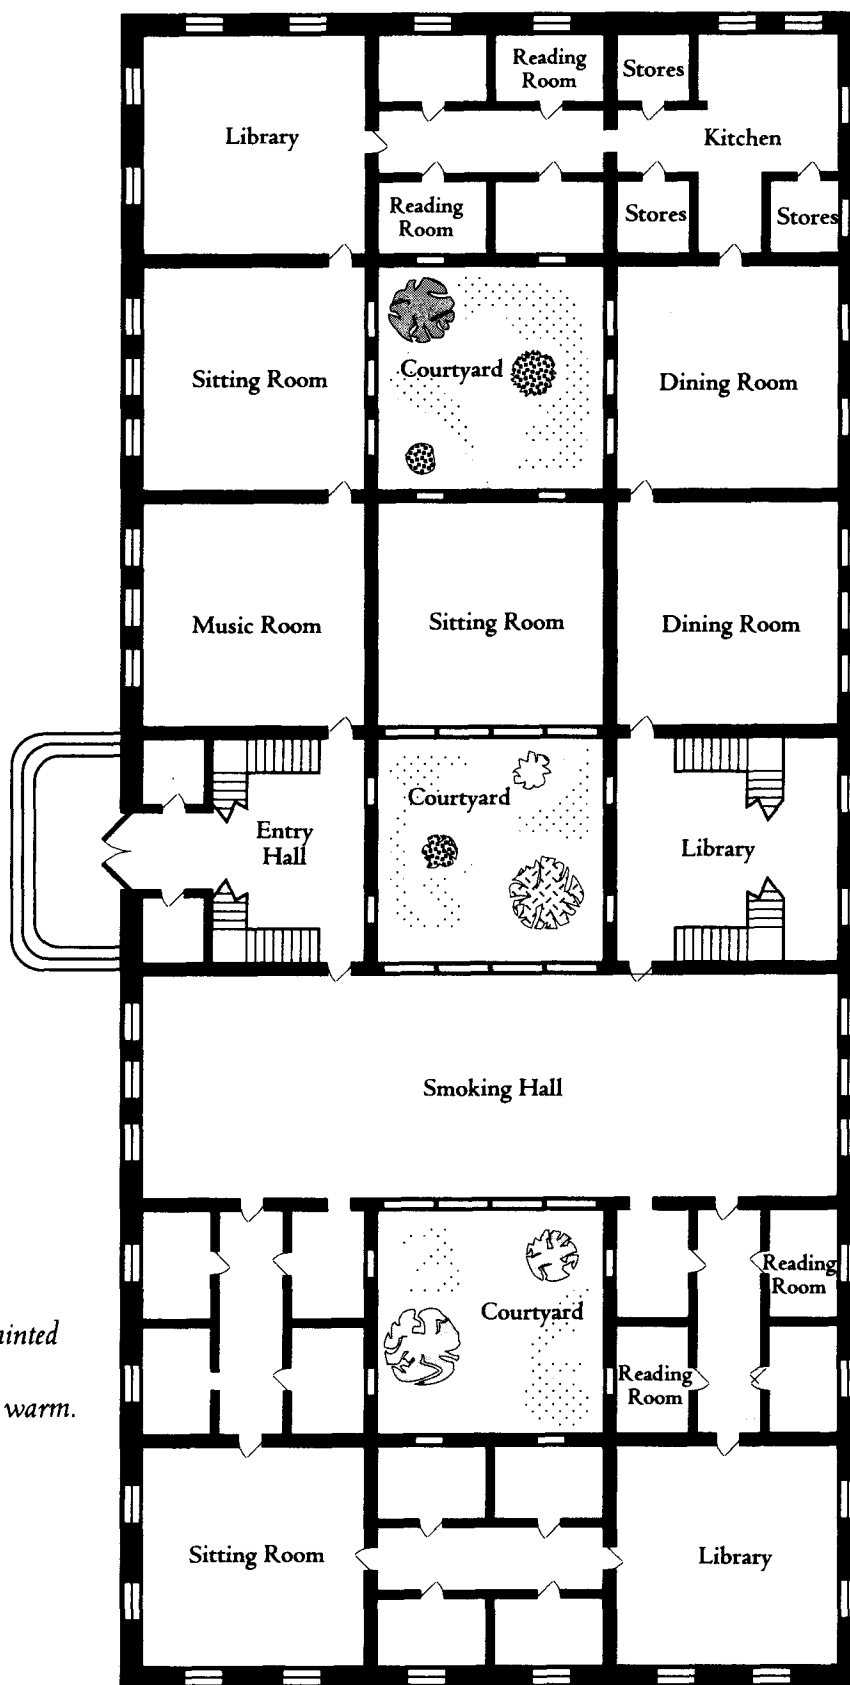 Reading
Room
Stores
Library
Kitchen
Reading
Room
Stores
Stores
Sitting Room
Courtyard
Dining Room
Music Room
Sitting Room
Dining Room
Courtyard
Entry
Hall
Library
Smoking Hall
Reading
Room
Courtyard
warm.
Reading
Room
Sitting Room
Library